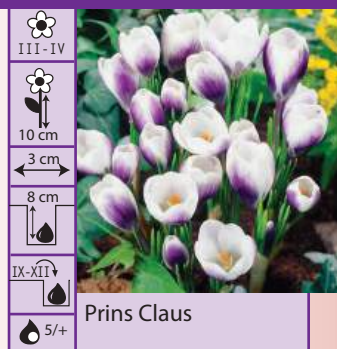 III-IV
10 cm
3 cm
8 cm
IX-XII
5/+
Prins Claus